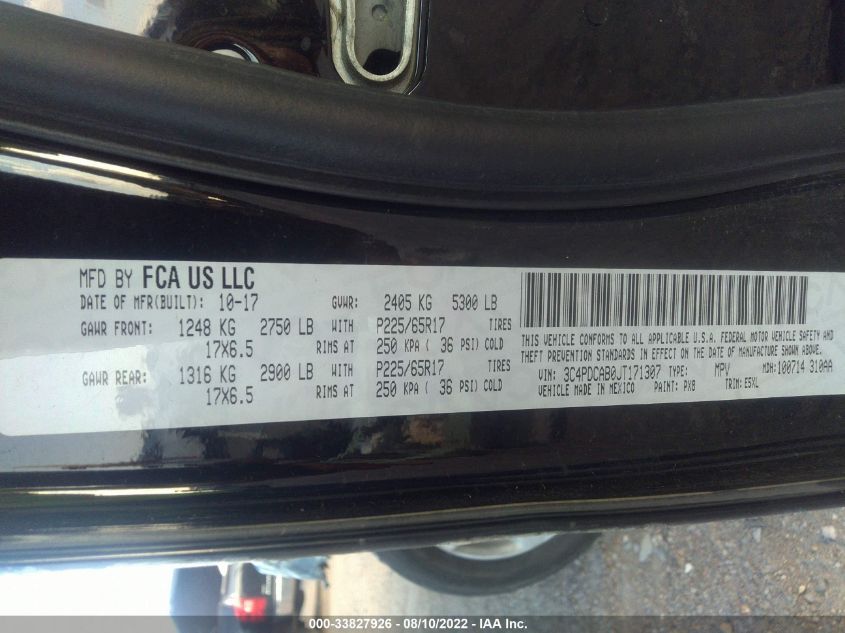 MFD BY FCA US LLC
DATE OF MFR(BUILT): 10-17 GVWR: 2405 KG 5300 LB
GAWR FRONT: 1248 KG 2750 LB WITH P225/65R17 TIRES
17X6.5 RIMS AT 250 KPA ( 36 PSI) COLD
GAWR REAR: 1316 KG 2900 LB WITH P225/65R17 TIRES
17X6.5 RIMS AT 250 KPA ( 36 PSI) COLD
THIS VEHICLE CONFORMS TO ALL APPLICABLE U.S.A. FEDERAL MOTOR VEHICLE SAFETY AND
THEFT PREVENTION STANDARDS IN EFFECT ON THE DATE OF MANUFACTURE SHOWN ABOVE.
VIN: 3C4PDCAB0JT171307 TYPE: MPV MDH:100714 310AA
VEHICLE MADE IN MEXICO PAINT: PX8 TRIM: E5XL
000-33827926 - 08/10/2022 - IAA Inc.